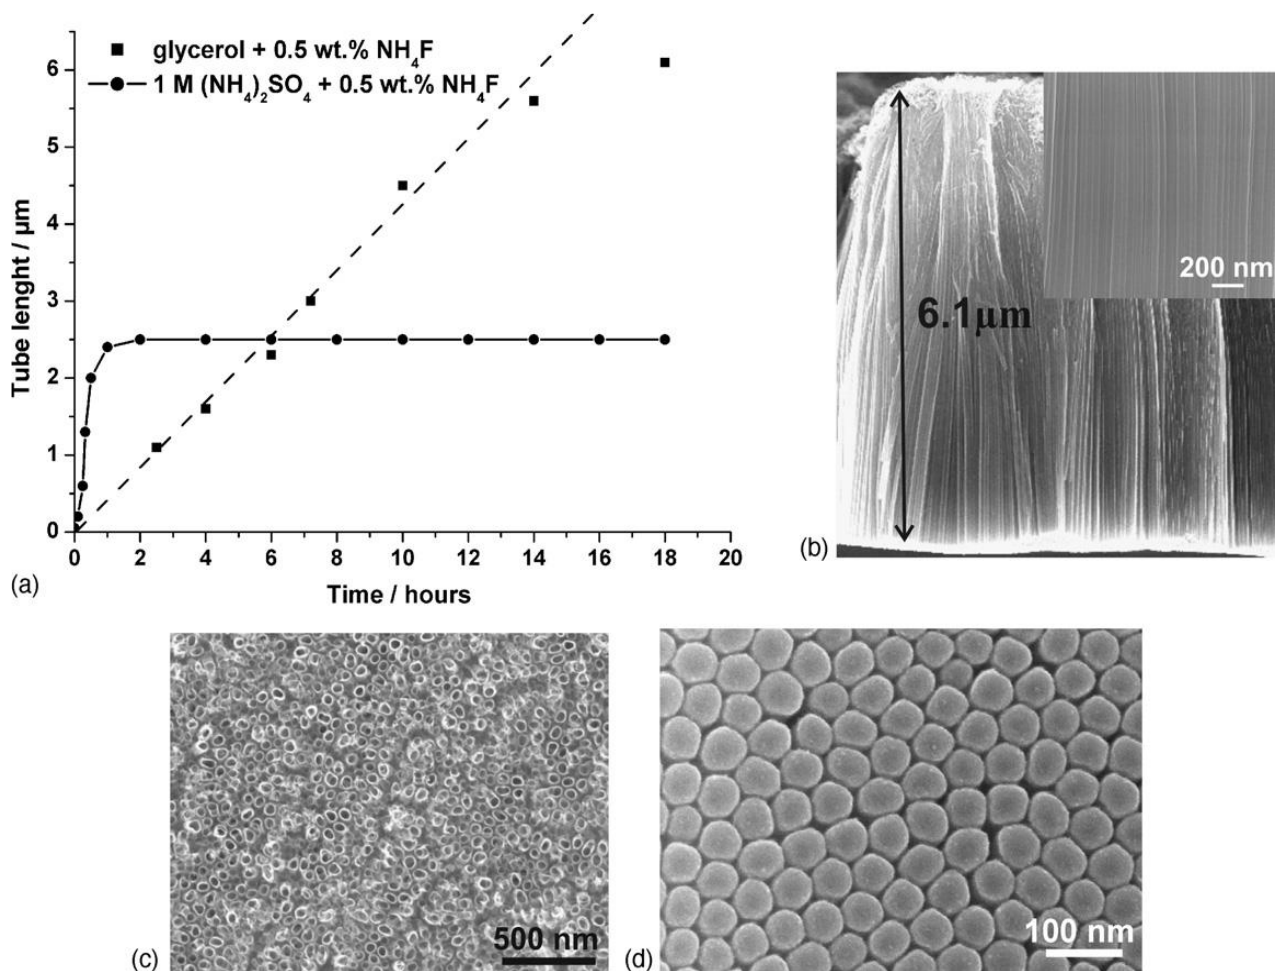 glycerol + 0.5 wt.% NH₄F
1 M (NH₄)₂SO₄ + 0.5 wt.% NH₄F
6
5
4
3
2
1
0
Tube lenght / µm
0 2 4 6 8 10 12 14 16 18 20
Time / hours
(a)
200 nm
6.1µm
(b)
500 nm
(c)
100 nm
(d)